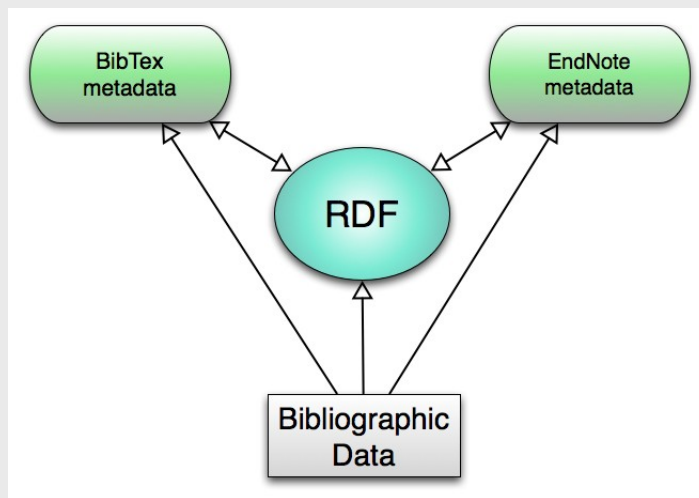 BibTex
metadata
EndNote
metadata
RDF
Bibliographic
Data